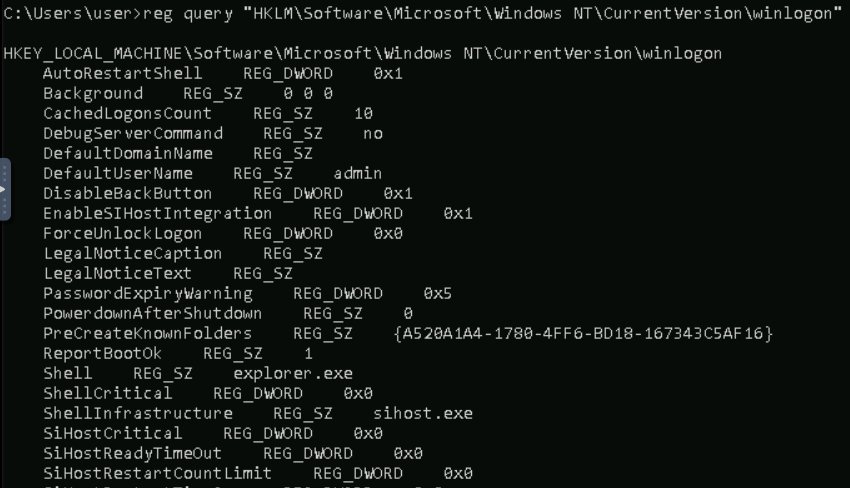 C:\Users\user>reg query "HKLM\Software\Microsoft\Windows NT\CurrentVersion\winlogon"
HKEY_LOCAL_MACHINE\Software\Microsoft\Windows NT\CurrentVersion\winlogon
AutoRestartShell REG_DWORD 0x1
Background REG_SZ 0 0 0
CachedLogonsCount REG_SZ 10
DebugServerCommand REG_SZ no
DefaultDomainName REG_SZ
DefaultUserName REG_SZ admin
DisableBackButton REG_DWORD 0x1
EnableSIHostIntegration REG_DWORD 0x1
ForceUnlockLogon REG_DWORD 0x0
LegalNoticeCaption REG_SZ
LegalNoticeText REG_SZ
PasswordExpiryWarning REG_DWORD 0x5
PowerdownAfterShutdown REG_SZ 0
PreCreateKnownFolders REG_SZ {A520A1A4-1780-4FF6-BD18-167343C5AF16}
ReportBootOk REG_SZ 1
Shell REG_SZ explorer.exe
ShellCritical REG_DWORD 0x0
ShellInfrastructure REG_SZ sihost.exe
SiHostCritical REG_DWORD 0x0
SiHostReadyTimeOut REG_DWORD 0x0
SiHostRestartCountLimit REG_DWORD 0x0